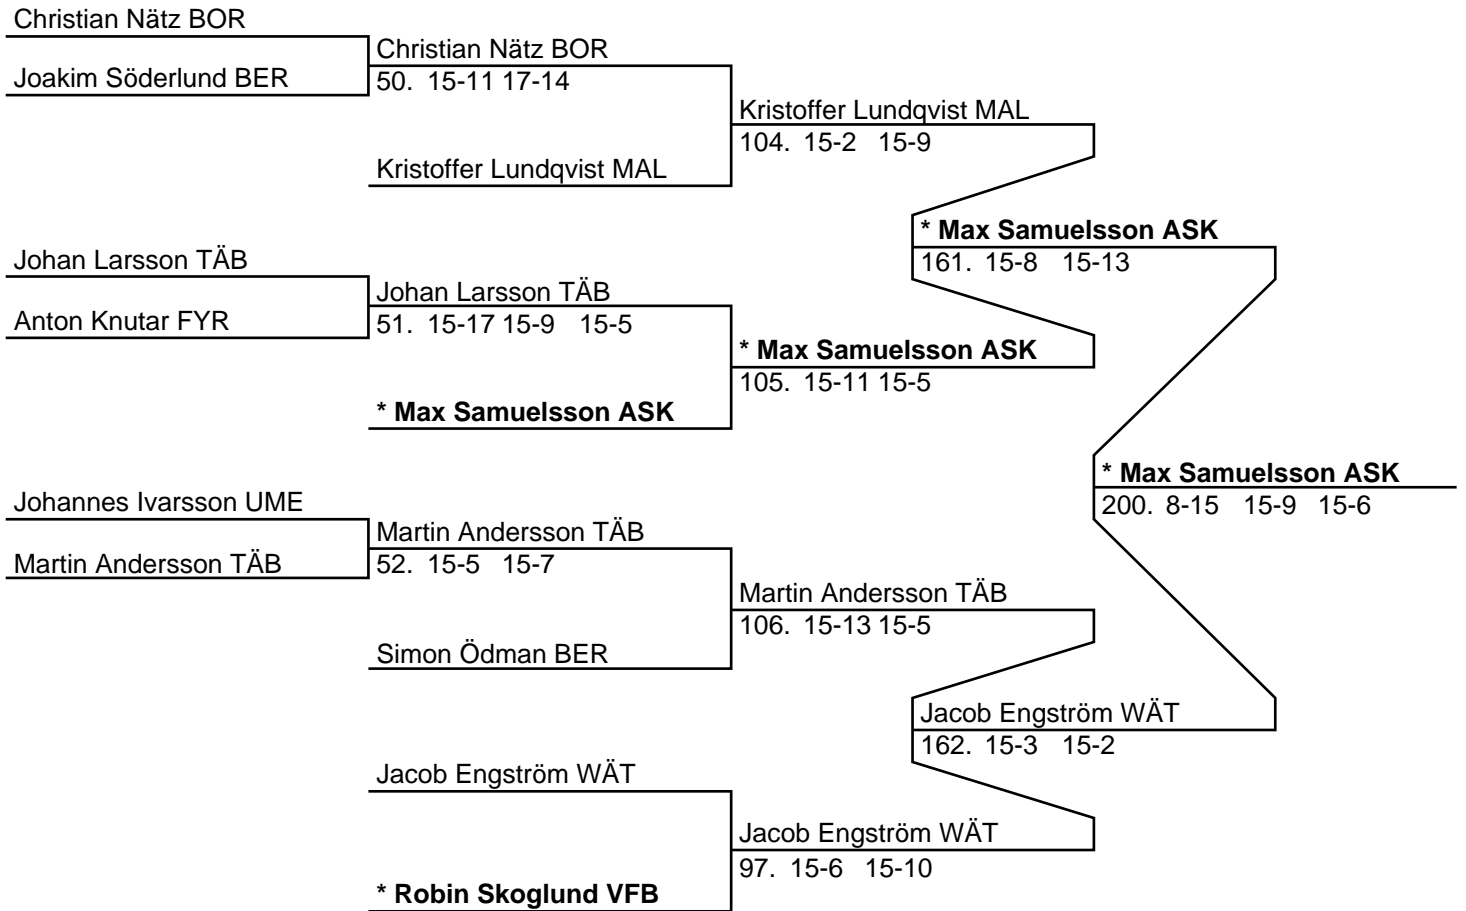 Christian Nätz BOR
Christian Nätz BOR
Joakim Söderlund BER
50. 15-11 17-14
Kristoffer Lundqvist MAL
104. 15-2 15-9
Kristoffer Lundqvist MAL
* Max Samuelsson ASK
161. 15-8 15-13
Johan Larsson TÄB
Johan Larsson TÄB
Anton Knutar FYR
51. 15-17 15-9 15-5
* Max Samuelsson ASK
105. 15-11 15-5
* Max Samuelsson ASK
* Max Samuelsson ASK
200. 8-15 15-9 15-6
Johannes Ivarsson UME
Martin Andersson TÄB
Martin Andersson TÄB
52. 15-5 15-7
Martin Andersson TÄB
106. 15-13 15-5
Simon Ödman BER
Jacob Engström WÄT
162. 15-3 15-2
Jacob Engström WÄT
Jacob Engström WÄT
97. 15-6 15-10
* Robin Skoglund VFB